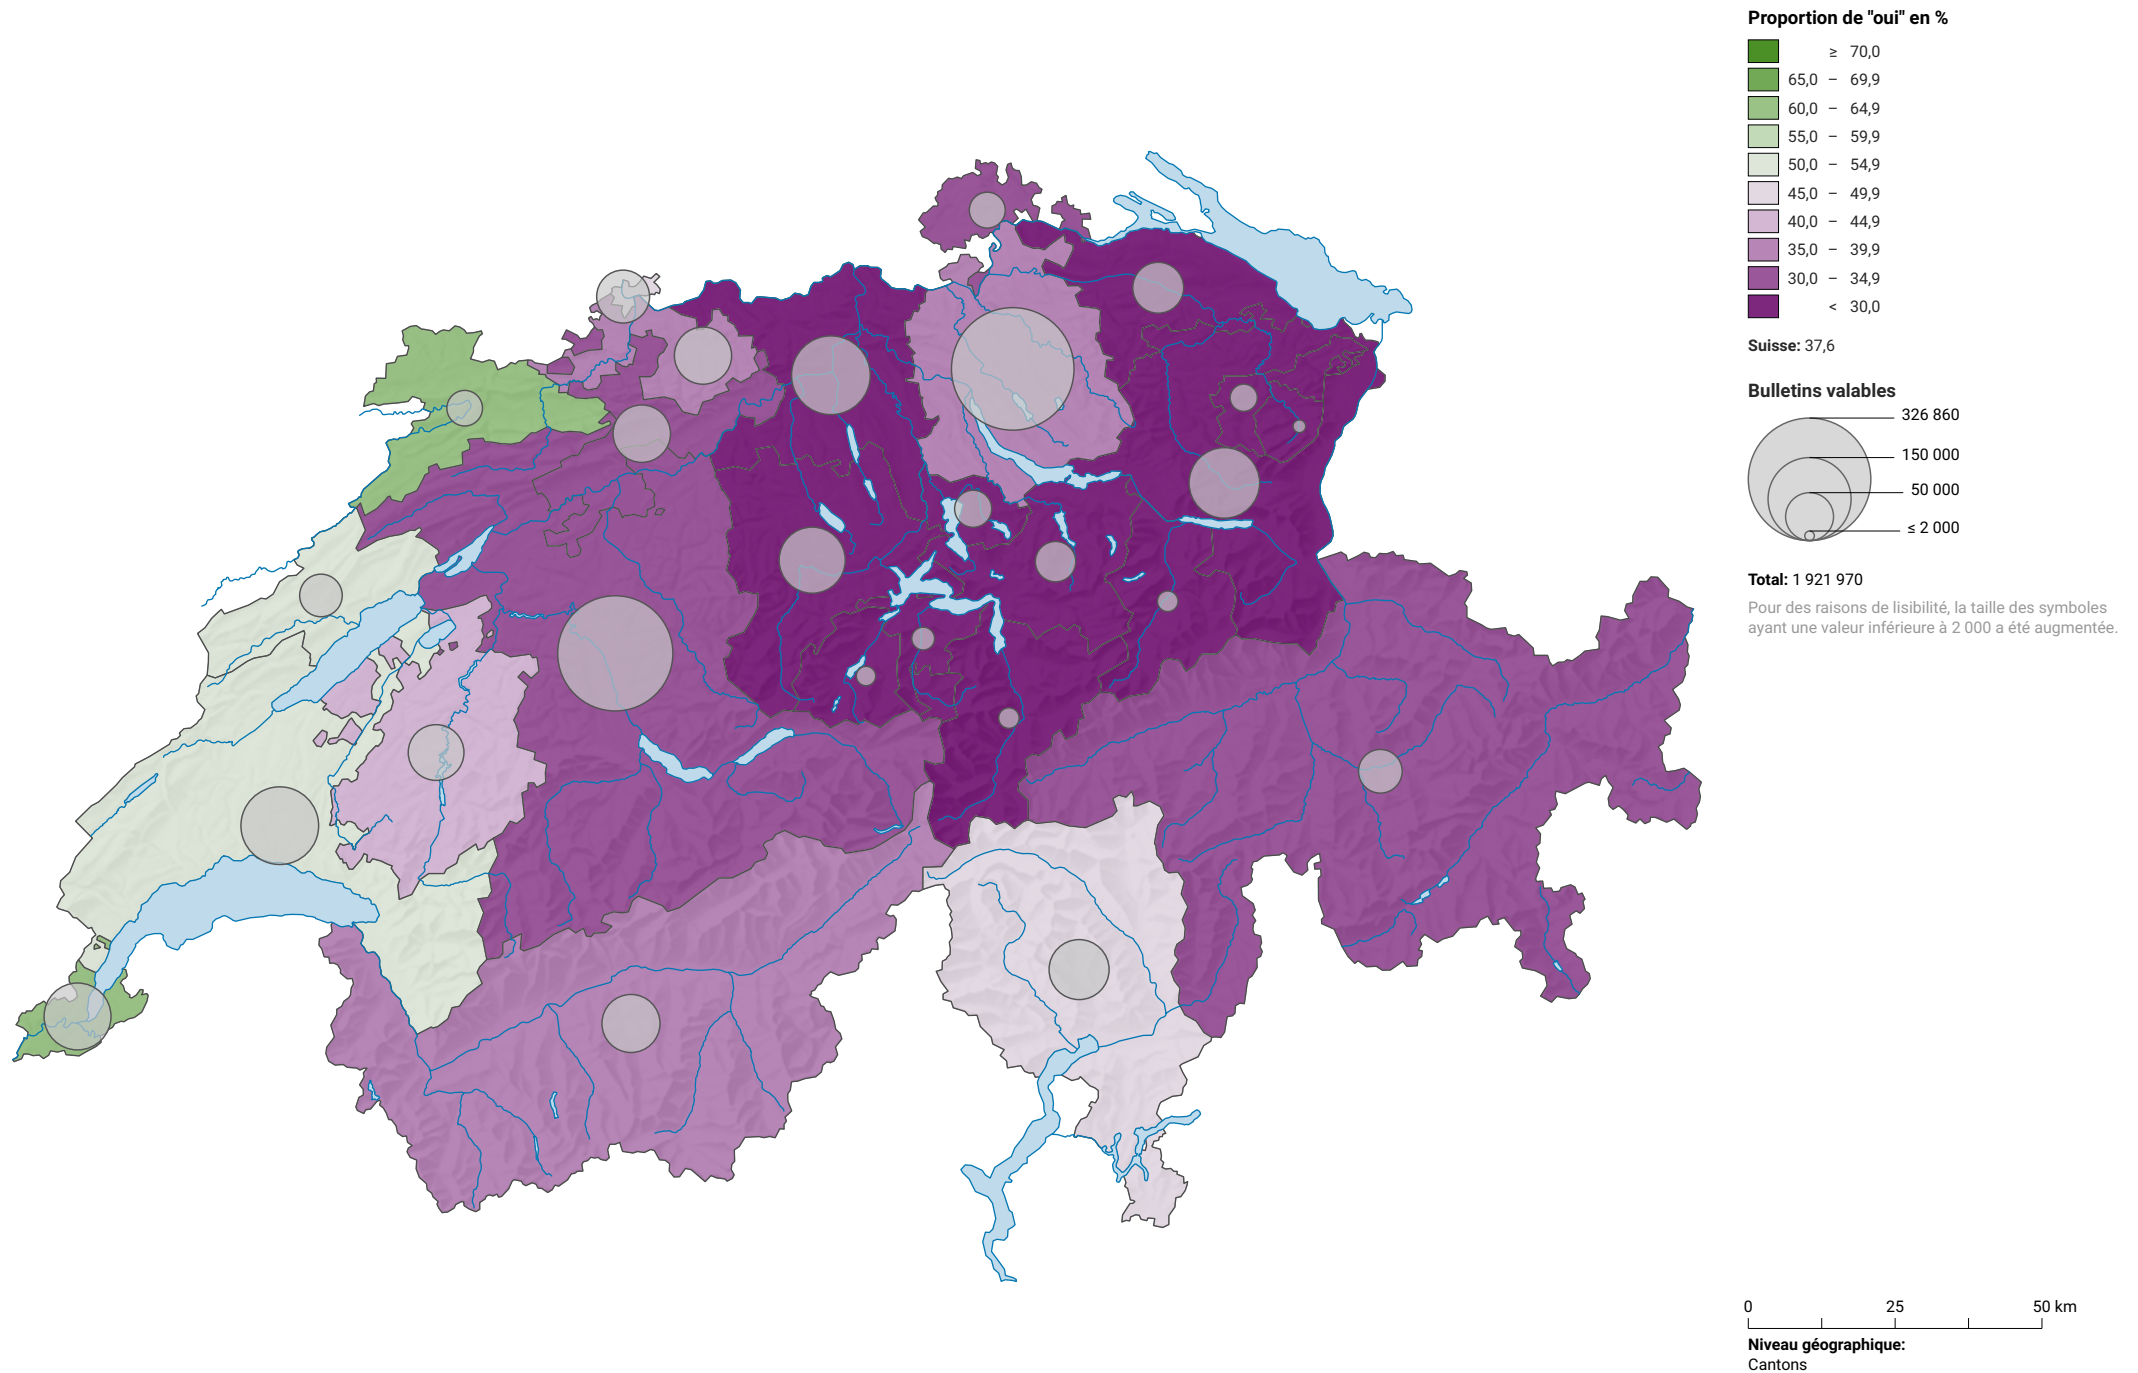 Proportion de "oui" en %
≥ 70,0
65,0 – 69,9
60,0 – 64,9
55,0 – 59,9
50,0 – 54,9
45,0 – 49,9
40,0 – 44,9
35,0 – 39,9
30,0 – 34,9
< 30,0
Suisse: 37,6
Bulletins valables
326 860
150 000
50 000
≤ 2 000
Total: 1 921 970
Pour des raisons de lisibilité, la taille des symboles
ayant une valeur inférieure à 2 000 a été augmentée.
0 25 50 km
Niveau géographique:
Cantons